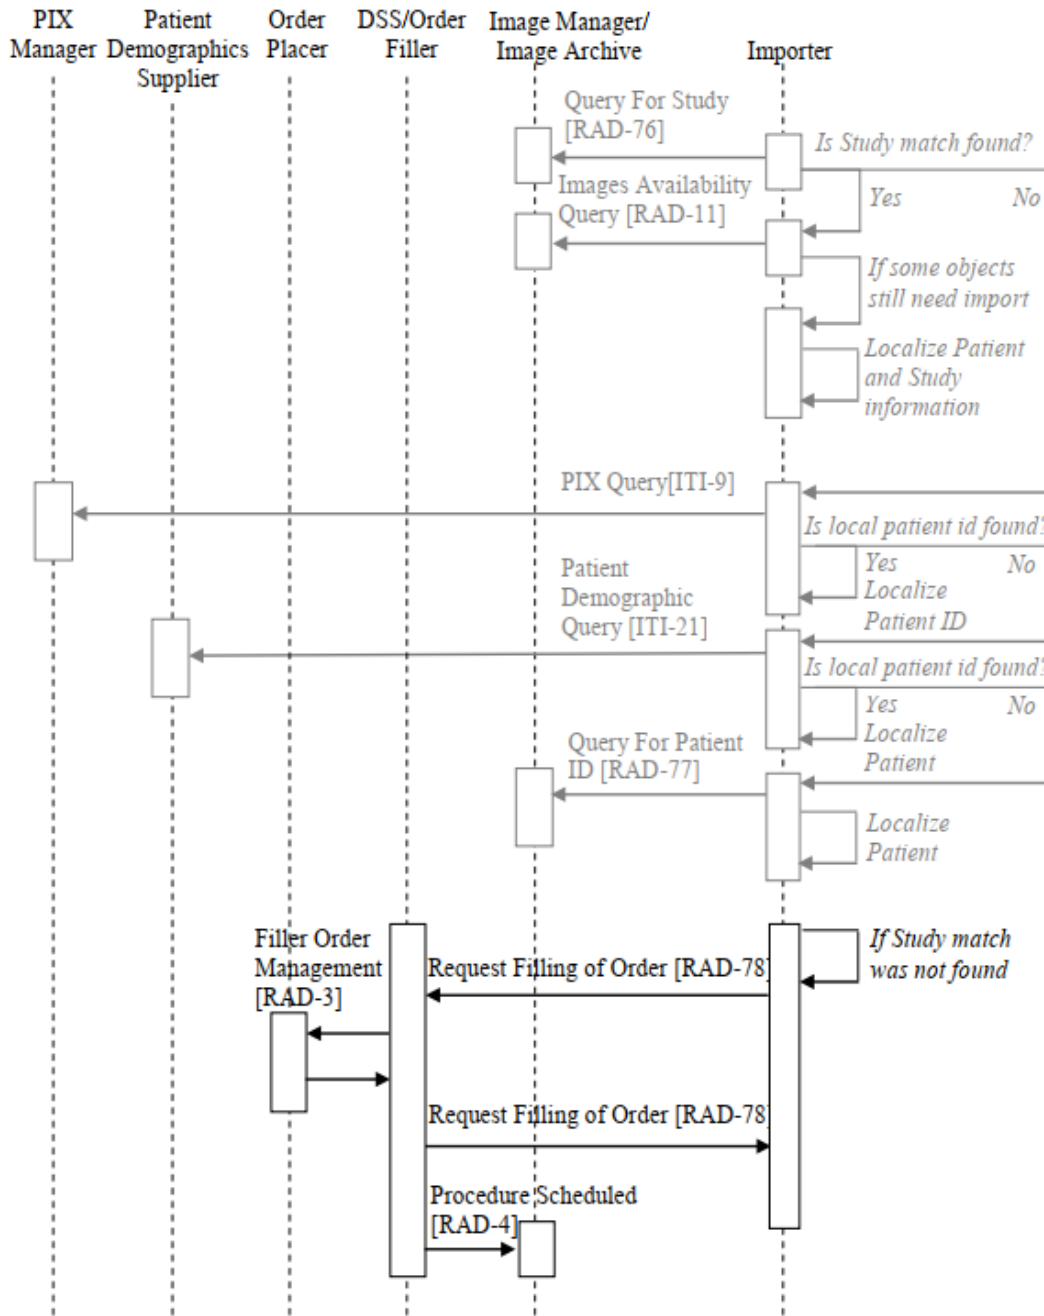 PIX
Manager
Patient
Demographics
Supplier
Order
Placer
DSS/Order
Filler
Image Manager/
Image Archive
Importer
Query For Study
[RAD-76]
Is Study match found?
Yes
No
Images Availability
Query [RAD-11]
If some objects
still need import
Localize Patient
and Study
information
PIX Query[ITI-9]
Is local patient id found?
Yes
No
Localize
Patient ID
Patient
Demographic
Query [ITI-21]
Is local patient id found?
Yes
No
Localize
Patient
Query For Patient
ID [RAD-77]
Localize
Patient
If Study match
was not found
Filler Order
Management
[RAD-3]
Request Filling of Order [RAD-78]
Request Filling of Order [RAD-78]
Procedure Scheduled
[RAD-4]